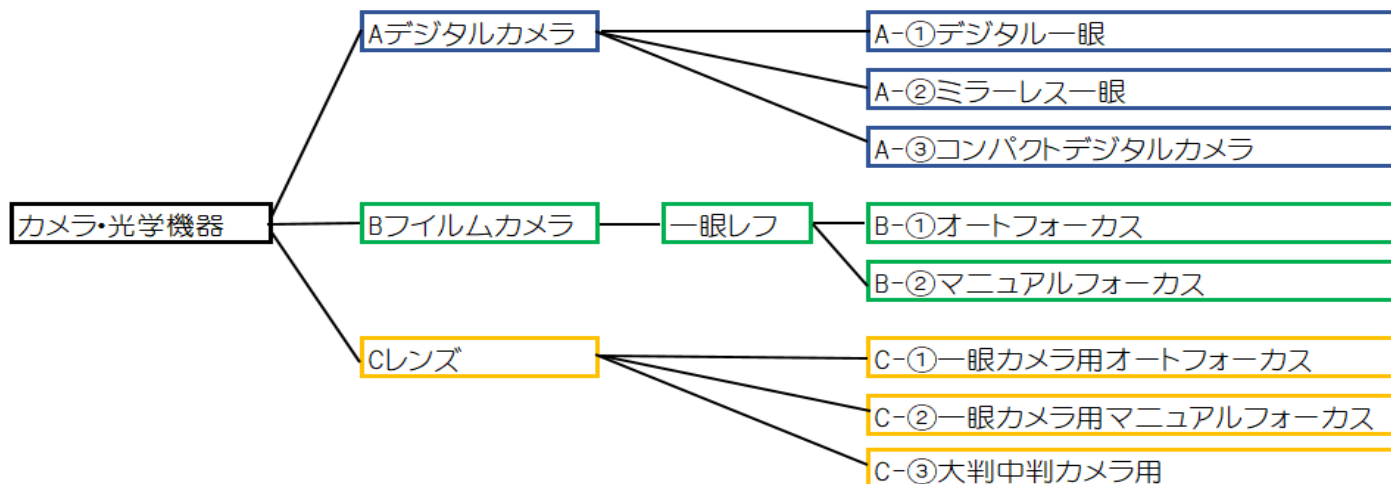 Aデジタルカメラ
A-①デジタル一眼
A-②ミラーレス一眼
A-③コンパクトデジタルカメラ
カメラ・光学機器
Bフイルムカメラ
一眼レフ
B-①オートフォーカス
B-②マニュアルフォーカス
Cレンズ
C-①一眼カメラ用オートフォーカス
C-②一眼カメラ用マニュアルフォーカス
C-③大判中判カメラ用